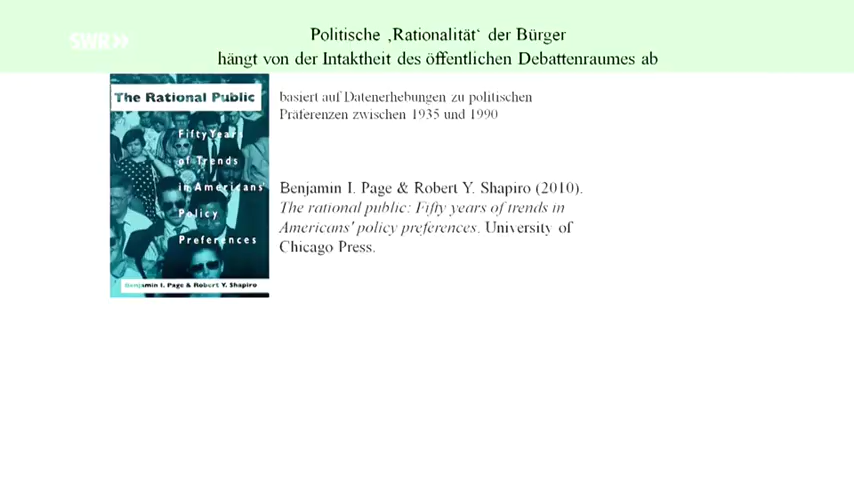 SWR»
Politische ‚Rationalität‘ der Bürger
hängt von der Intaktheit des öffentlichen Debattenraumes ab
The Rational Public
Fifty Years
of Trends
in Americans'
Policy
Preferences
Benjamin I. Page & Robert Y. Shapiro
basiert auf Datenerhebungen zu politischen
Präferenzen zwischen 1935 und 1990
Benjamin I. Page & Robert Y. Shapiro (2010).
The rational public: Fifty years of trends in
Americans' policy preferences. University of
Chicago Press.